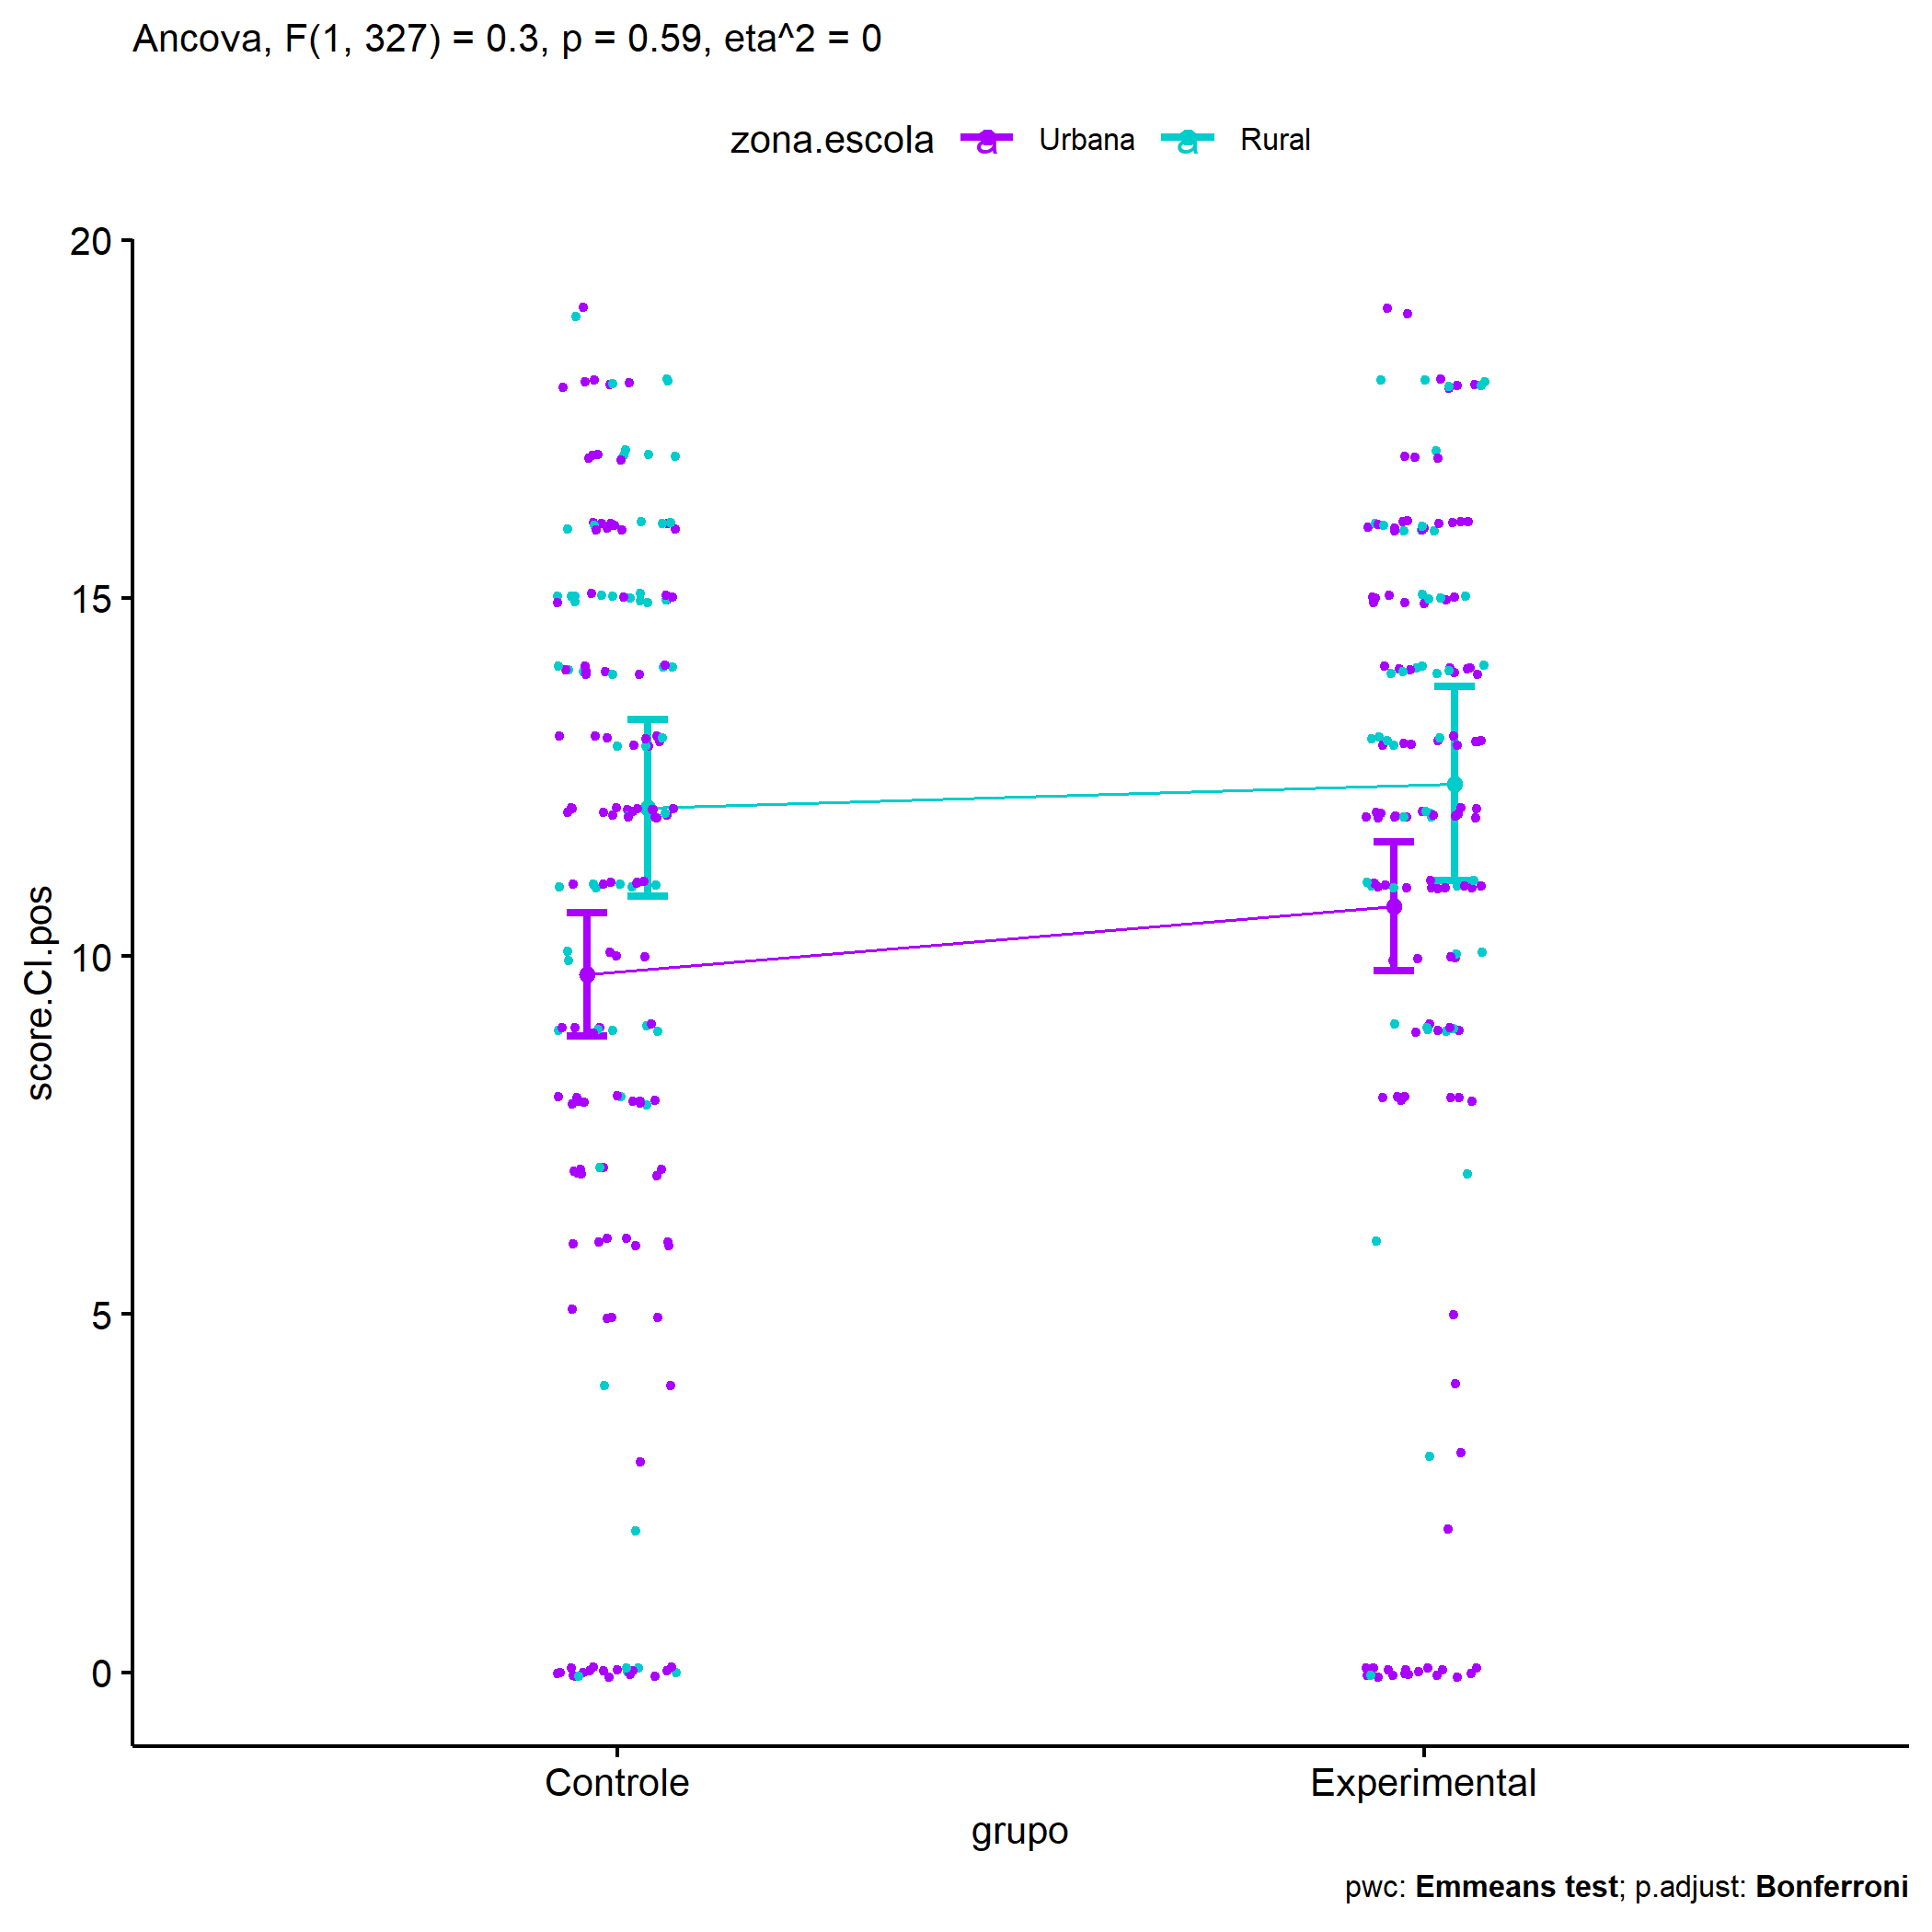 Ancova, F(1, 327) = 0.3, p = 0.59, eta^2 = 0
zona.escola a Urbana a Rural
20
15
10
5
0
score.CI.pos
Controle Experimental
grupo
pwc: Emmeans test; p.adjust: Bonferroni